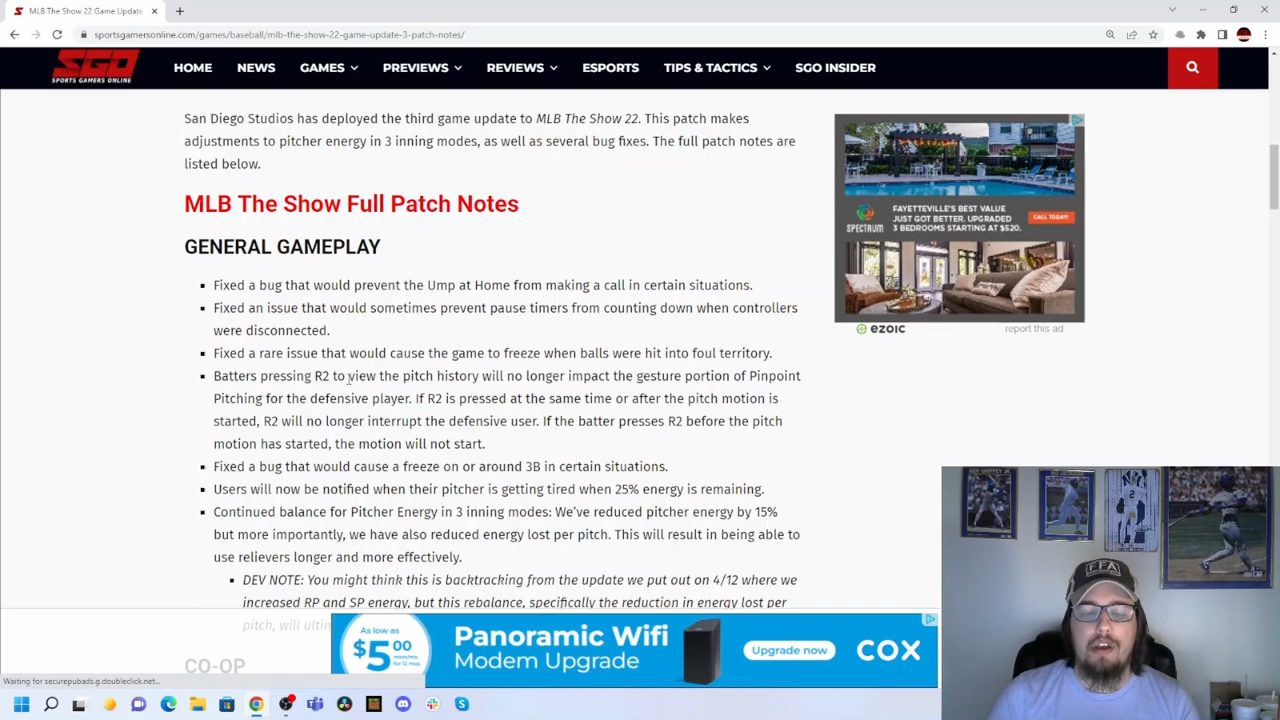 MLB The Show 22 Game Update
sportsgamersonline.com/games/baseball/mlb-the-show-22-game-update-3-patch-notes/
SGO
SPORTS GAMERS ONLINE
HOME NEWS GAMES PREVIEWS REVIEWS ESPORTS TIPS & TACTICS SGO INSIDER
San Diego Studios has deployed the third game update to MLB The Show 22. This patch makes
adjustments to pitcher energy in 3 inning modes, as well as several bug fixes. The full patch notes are
listed below.
MLB The Show Full Patch Notes
GENERAL GAMEPLAY
▪ Fixed a bug that would prevent the Ump at Home from making a call in certain situations.
▪ Fixed an issue that would sometimes prevent pause timers from counting down when controllers
were disconnected.
▪ Fixed a rare issue that would cause the game to freeze when balls were hit into foul territory.
▪ Batters pressing R2 to view the pitch history will no longer impact the gesture portion of Pinpoint
Pitching for the defensive player. If R2 is pressed at the same time or after the pitch motion is
started, R2 will no longer interrupt the defensive user. If the batter presses R2 before the pitch
motion has started, the motion will not start.
▪ Fixed a bug that would cause a freeze on or around 3B in certain situations.
▪ Users will now be notified when their pitcher is getting tired when 25% energy is remaining.
▪ Continued balance for Pitcher Energy in 3 inning modes: We've reduced pitcher energy by 15%
but more importantly, we have also reduced energy lost per pitch. This will result in being able to
use relievers longer and more effectively.
▪ DEV NOTE: You might think this is backtracking from the update we put out on 4/12 where we
increased RP and SP energy, but this rebalance, specifically the reduction in energy lost per
pitch, will
CO-OP
SPECTRUM
FAYETTEVILLE'S BEST VALUE
JUST GOT BETTER. UPGRADED
3 BEDROOMS STARTING AT $520.
CALL TODAY!
ezoic
report this ad
As low as
$5.00
Panoramic Wifi
Modem Upgrade
Upgrade now
COX
Waiting for securepubads.g.doubleclick.net...
FFA
2